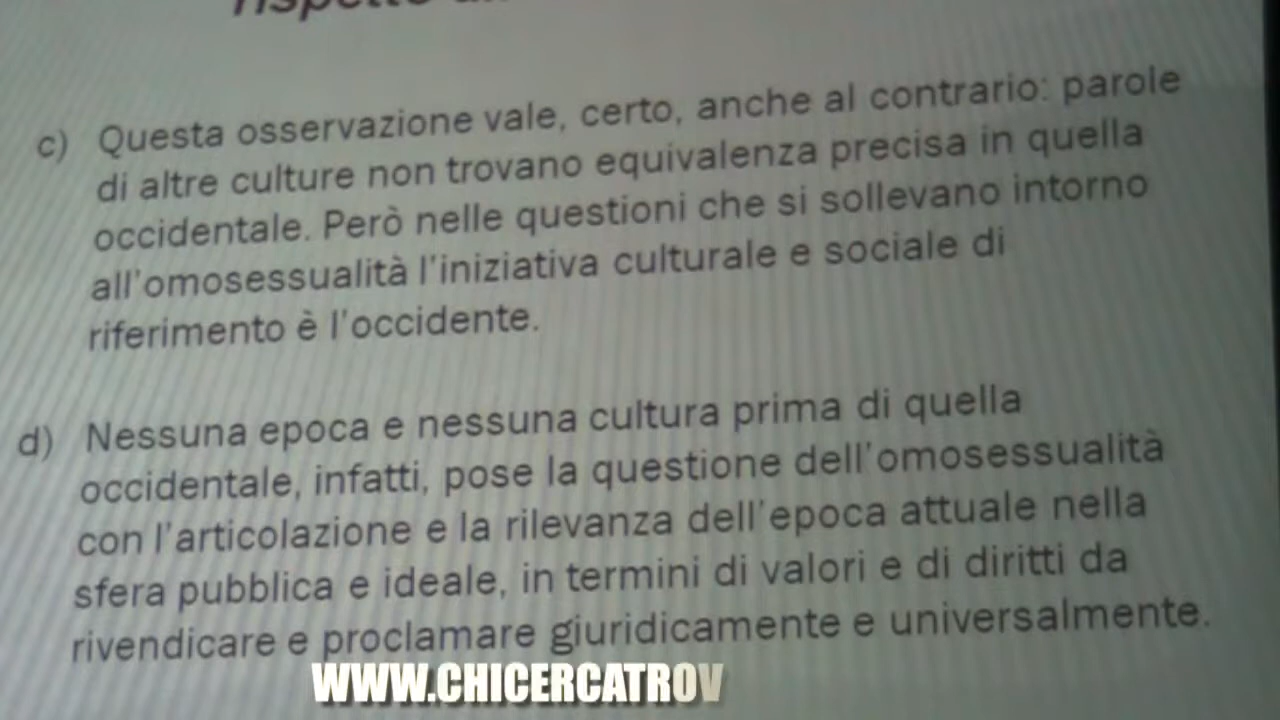 rispetto
c) Questa osservazione vale, certo, anche al contrario: parole
di altre culture non trovano equivalenza precisa in quella
occidentale. Però nelle questioni che si sollevano intorno
all'omosessualità l'iniziativa culturale e sociale di
riferimento è l'occidente.
d) Nessuna epoca e nessuna cultura prima di quella
occidentale, infatti, pose la questione dell'omosessualità
con l'articolazione e la rilevanza dell'epoca attuale nella
sfera pubblica e ideale, in termini di valori e di diritti da
rivendicare e proclamare giuridicamente e universalmente.
WWW.CHICERCATROV